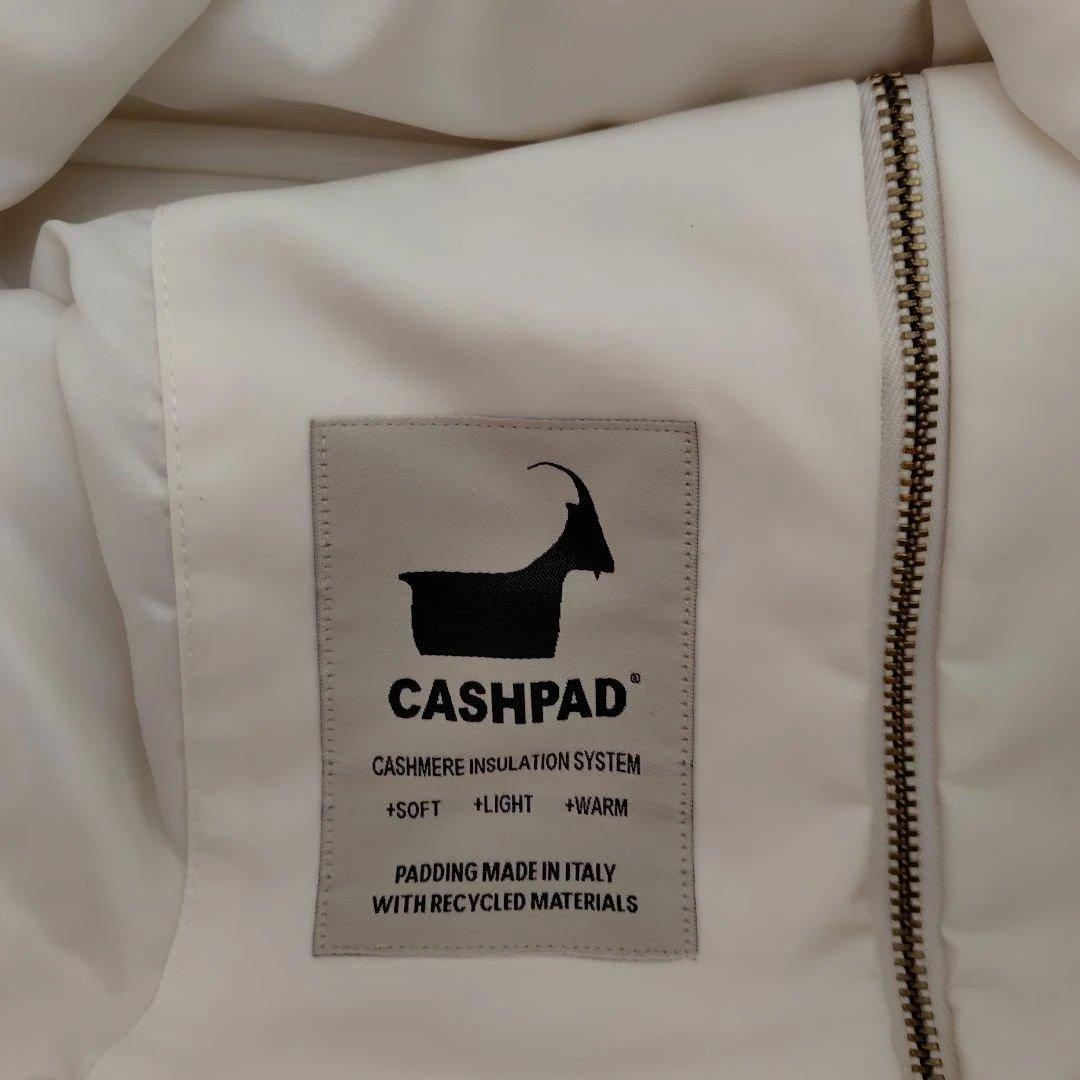 CASHPAD®
CASHMERE INSULATION SYSTEM
+SOFT +LIGHT +WARM
PADDING MADE IN ITALY
WITH RECYCLED MATERIALS